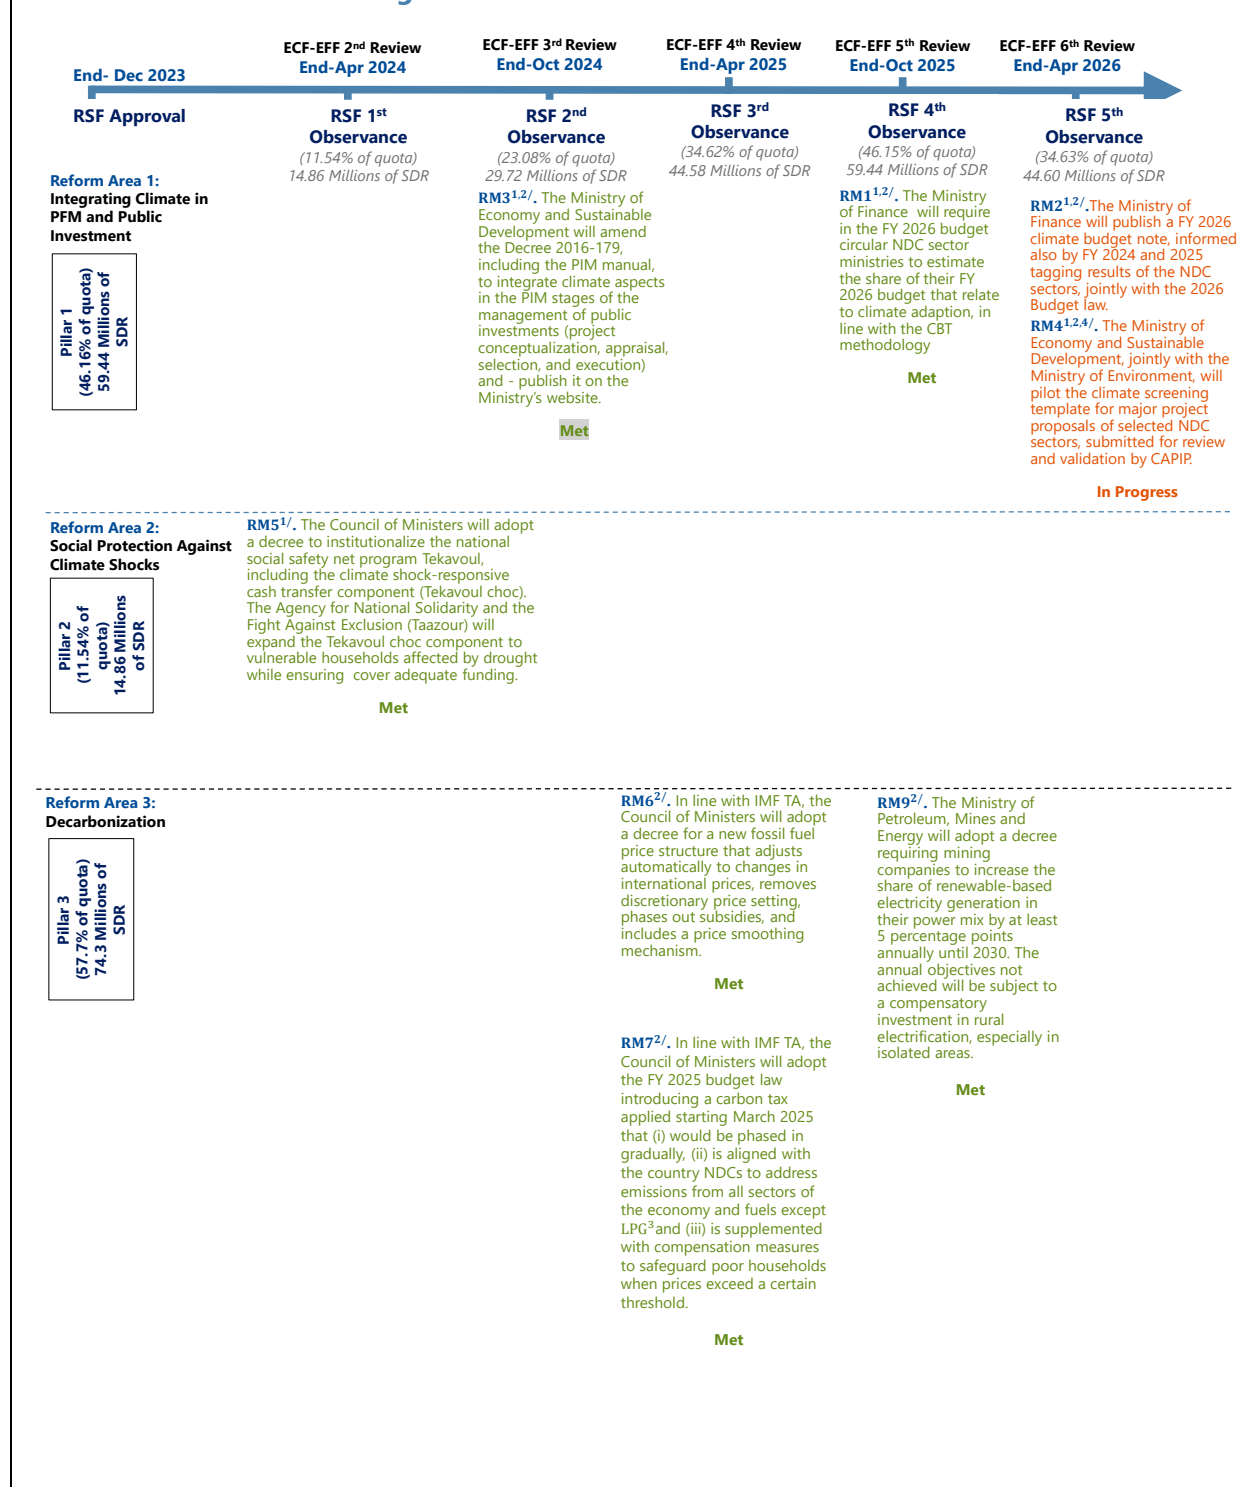 ECF-EFF 2nd Review
End-Apr 2024
ECF-EFF 3rd Review
End-Oct 2024
ECF-EFF 4th Review
End-Apr 2025
ECF-EFF 5th Review
End-Oct 2025
ECF-EFF 6th Review
End-Apr 2026
End- Dec 2023
RSF Approval
RSF 1st
Observance
(11.54% of quota)
14.86 Millions of SDR
RSF 2nd
Observance
(23.08% of quota)
29.72 Millions of SDR
RSF 3rd
Observance
(34.62% of quota)
44.58 Millions of SDR
RSF 4th
Observance
(46.15% of quota)
59.44 Millions of SDR
RSF 5th
Observance
(34.63% of quota)
44.60 Millions of SDR
Reform Area 1:
Integrating Climate in
PFM and Public
Investment
Pillar 1
(46.16% of quota)
59.44 Millions of
SDR
RM3¹,²/. The Ministry of
Economy and Sustainable
Development will amend
the Decree 2016-179,
including the PIM manual,
to integrate climate aspects
in the PIM stages of the
management of public
investments (project
conceptualization, appraisal,
selection, and execution)
and - publish it on the
Ministry's website.
Met
RM1¹,²/. The Ministry
of Finance will require
in the FY 2026 budget
circular NDC sector
ministries to estimate
the share of their FY
2026 budget that relate
to climate adaption, in
line with the CBT
methodology
Met
RM2¹,²/.The Ministry of
Finance will publish a FY 2026
climate budget note, informed
also by FY 2024 and 2025
tagging results of the NDC
sectors, jointly with the 2026
Budget law.
RM4¹,²,⁴/. The Ministry of
Economy and Sustainable
Development, jointly with the
Ministry of Environment, will
pilot the climate screening
template for major project
proposals of selected NDC
sectors, submitted for review
and validation by CAPIP.
In Progress
Reform Area 2:
Social Protection Against
Climate Shocks
Pillar 2
(11.54% of
quota)
14.86 Millions
of SDR
RM5¹/. The Council of Ministers will adopt
a decree to institutionalize the national
social safety net program Tekavoul,
including the climate shock-responsive
cash transfer component (Tekavoul choc).
The Agency for National Solidarity and the
Fight Against Exclusion (Taazour) will
expand the Tekavoul choc component to
vulnerable households affected by drought
while ensuring cover adequate funding.
Met
Reform Area 3:
Decarbonization
Pillar 3
(57.7% of quota)
74.3 Millions of
SDR
RM6²/. In line with IMF TA, the
Council of Ministers will adopt
a decree for a new fossil fuel
price structure that adjusts
automatically to changes in
international prices, removes
discretionary price setting,
phases out subsidies, and
includes a price smoothing
mechanism.
Met
RM7²/. In line with IMF TA, the
Council of Ministers will adopt
the FY 2025 budget law
introducing a carbon tax
applied starting March 2025
that (i) would be phased in
gradually, (ii) is aligned with
the country NDCs to address
emissions from all sectors of
the economy and fuels except
LPG³ and (iii) is supplemented
with compensation measures
to safeguard poor households
when prices exceed a certain
threshold.
Met
RM9²/. The Ministry of
Petroleum, Mines and
Energy will adopt a decree
requiring mining
companies to increase the
share of renewable-based
electricity generation in
their power mix by at least
5 percentage points
annually until 2030. The
annual objectives not
achieved will be subject to
a compensatory
investment in rural
electrification, especially in
isolated areas.
Met